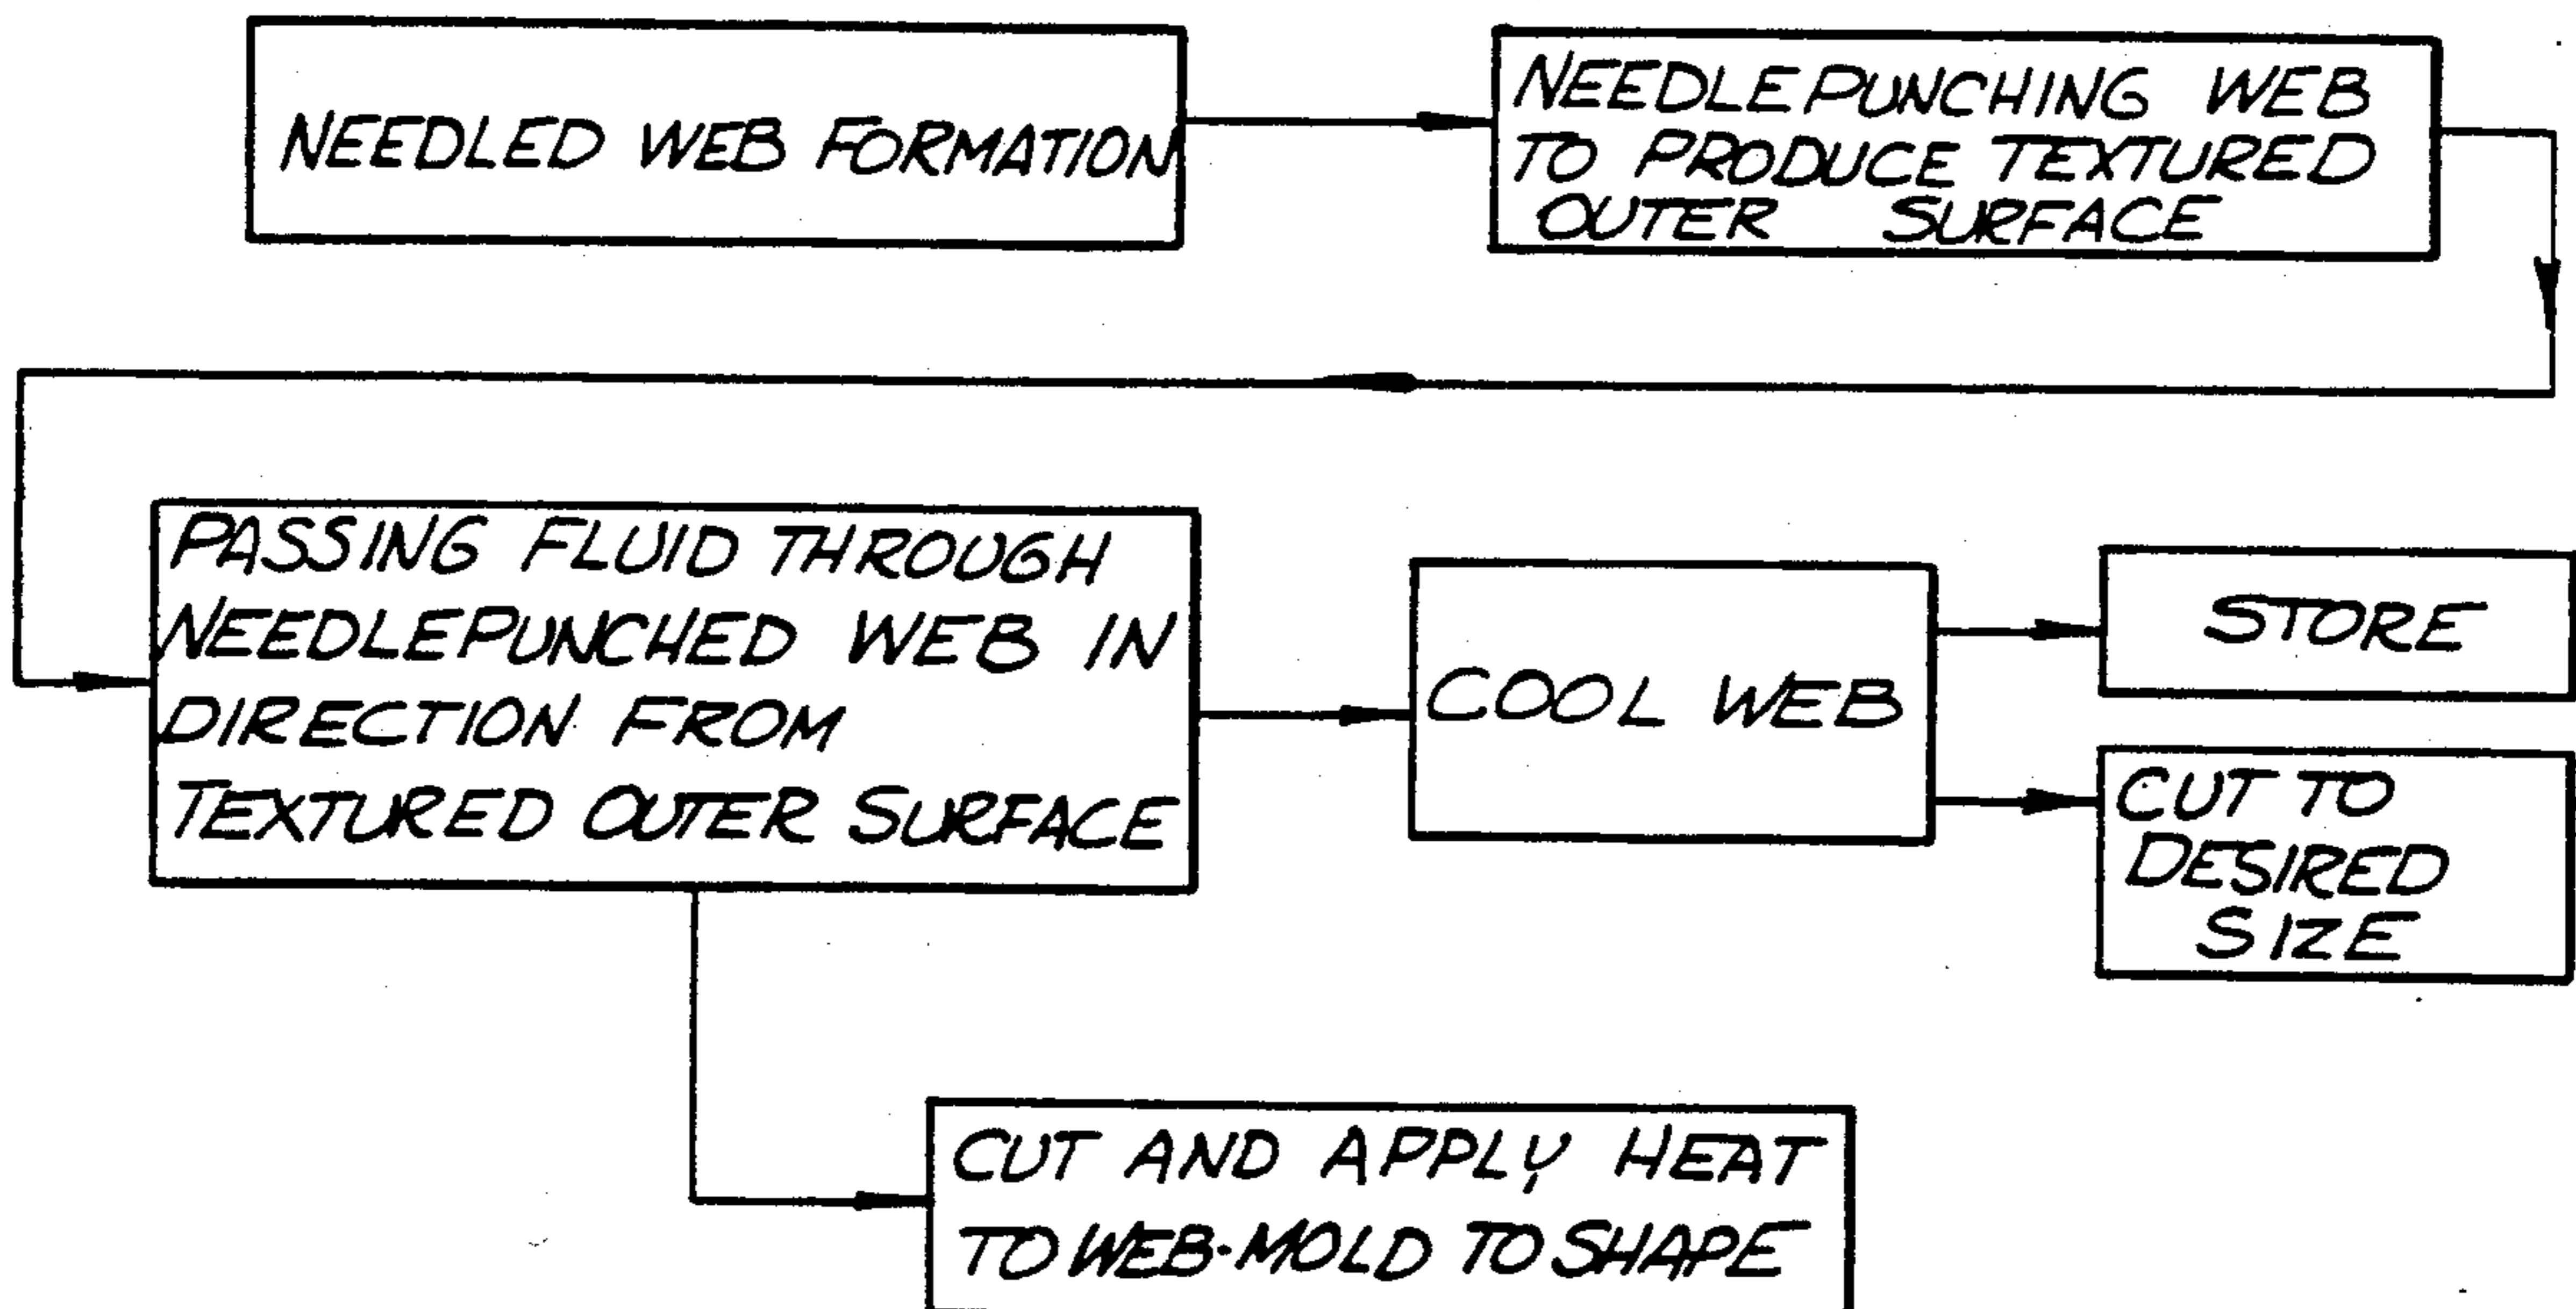 NEEDLED WEB FORMATION
NEEDLEPUNCHING WEB
TO PRODUCE TEXTURED
OUTER SURFACE
PASSING FLUID THROUGH
NEEDLEPUNCHED WEB IN
DIRECTION FROM
TEXTURED OUTER SURFACE
COOL WEB
STORE
CUT TO
DESIRED
SIZE
CUT AND APPLY HEAT
TO WEB-MOLD TO SHAPE